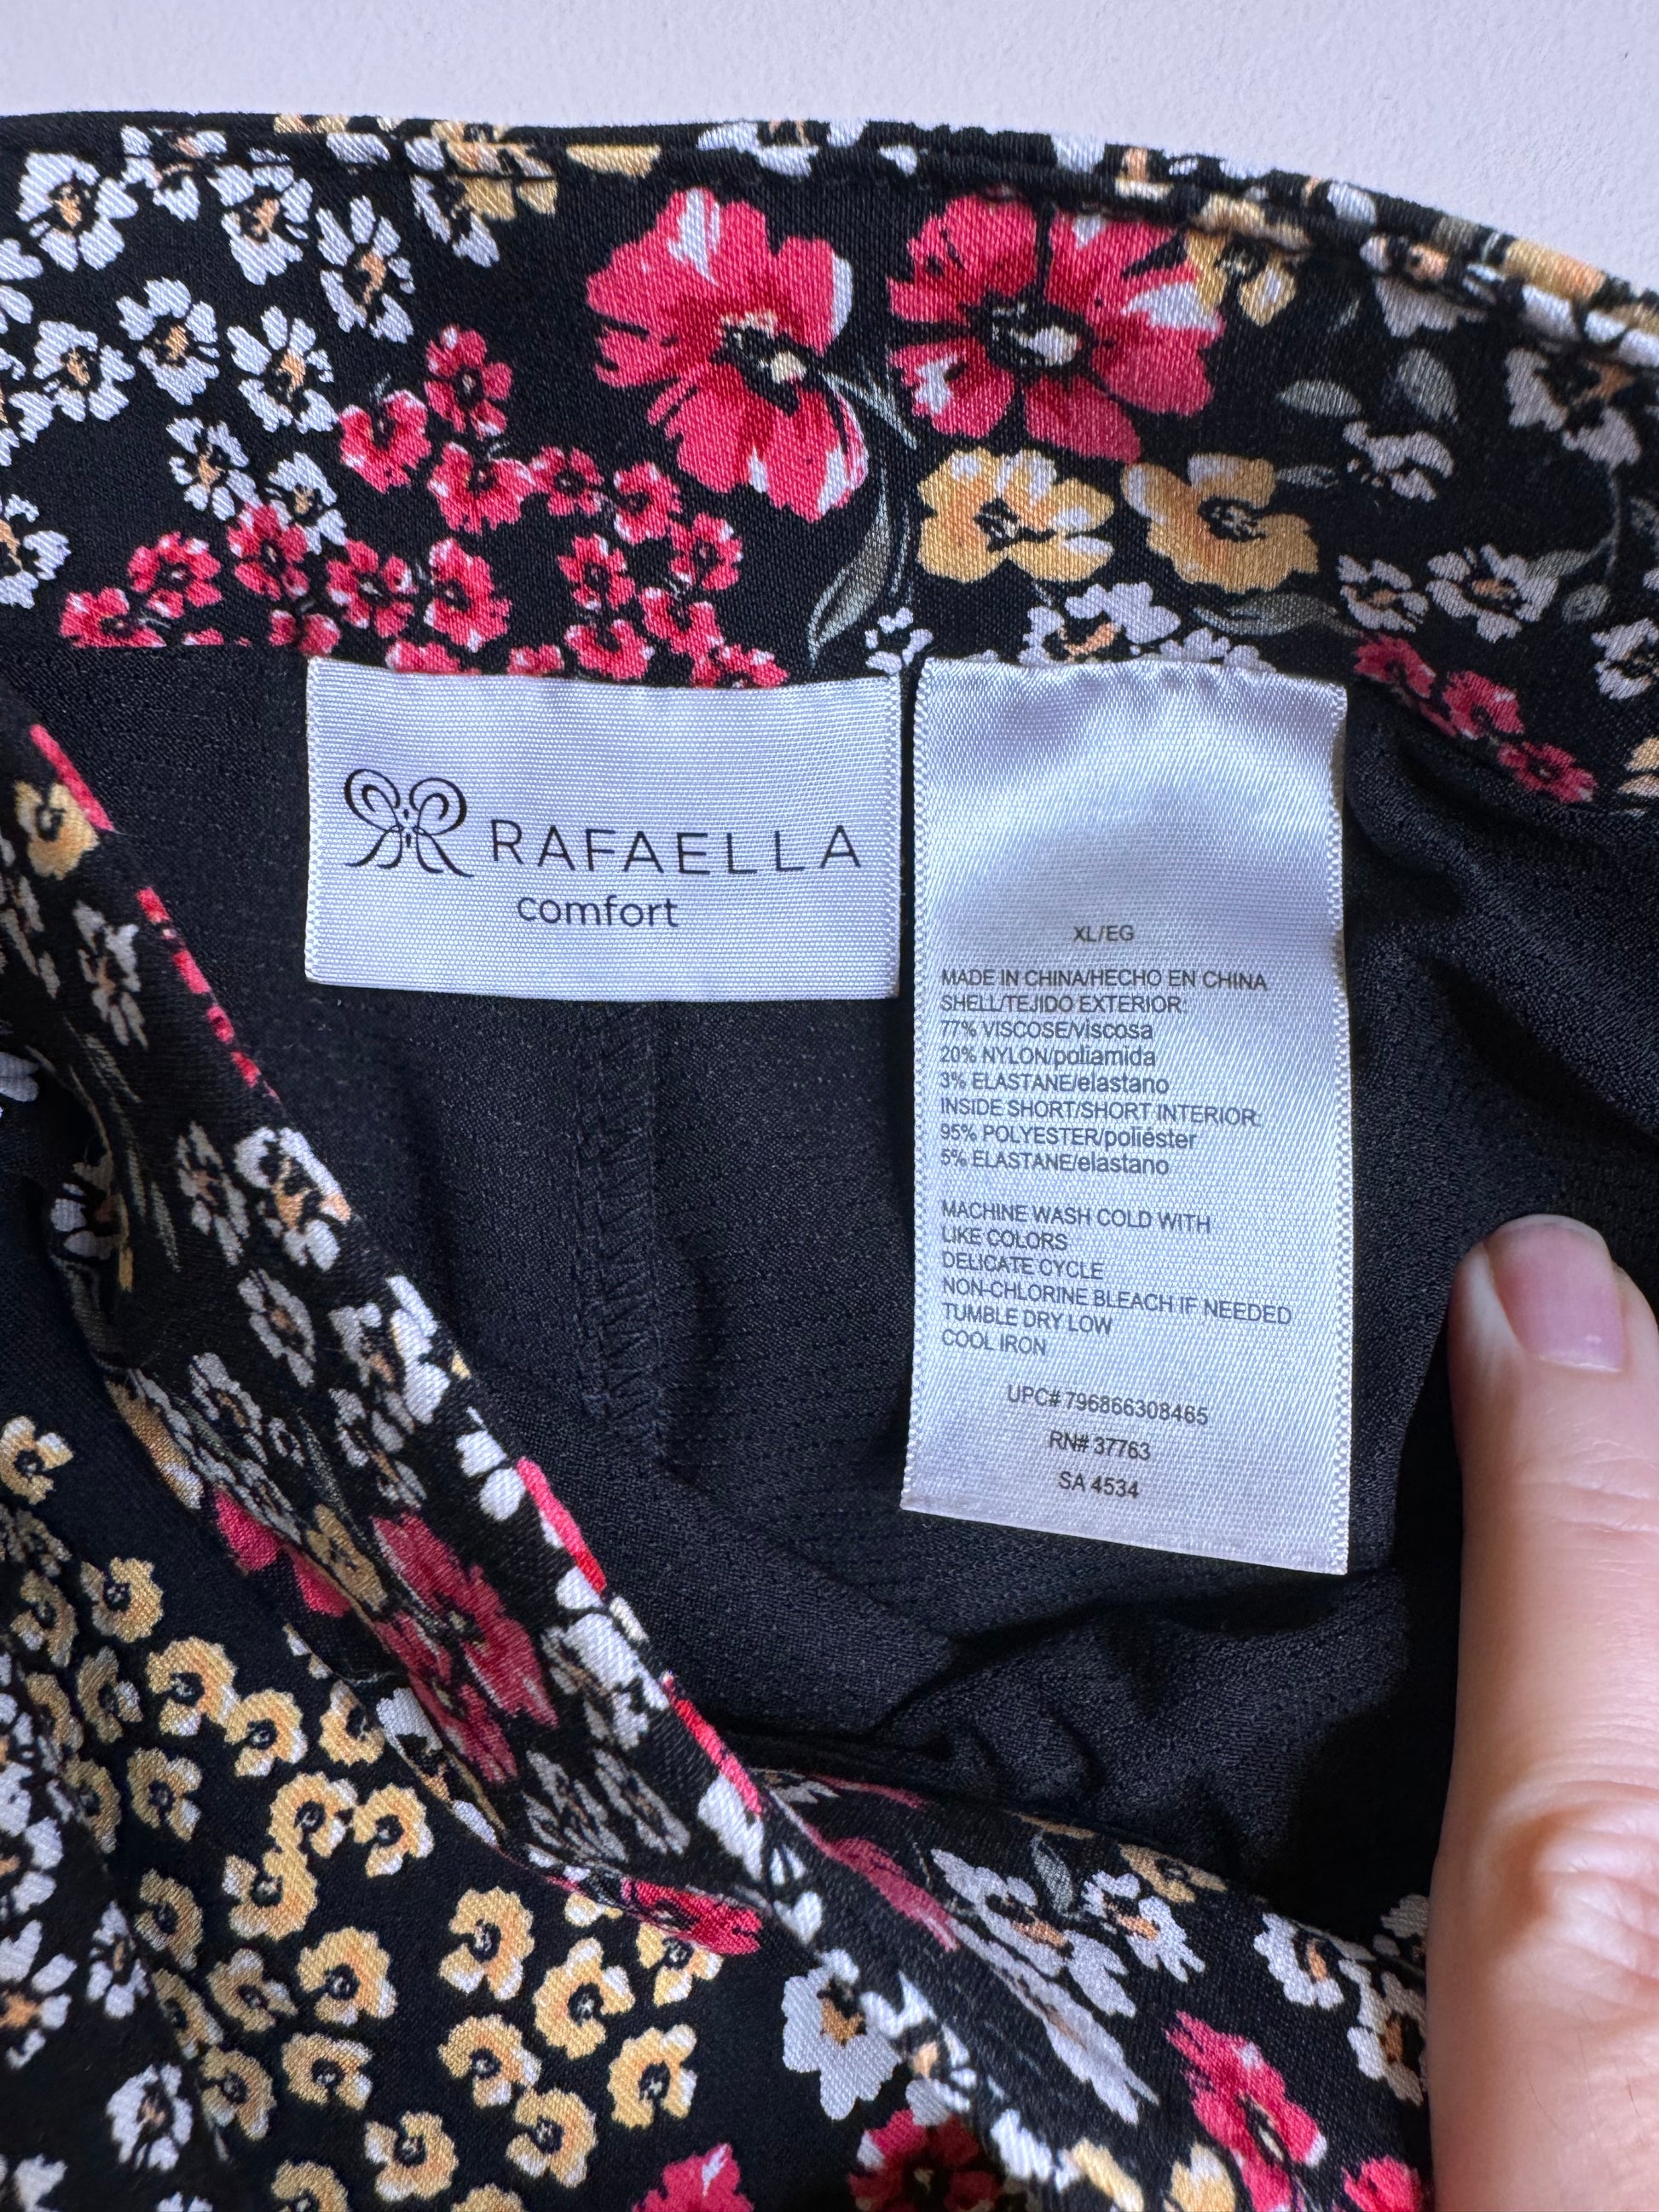 RAFAELLA
comfort
XL/EG
MADE IN CHINA/HECHO EN CHINA
SHELL/TEJIDO EXTERIOR:
77% VISCOSE/viscosa
20% NYLON/poliamida
3% ELASTANE/elastano
INSIDE SHORT/SHORT INTERIOR:
95% POLYESTER/poliéster
5% ELASTANE/elastano
MACHINE WASH COLD WITH
LIKE COLORS
DELICATE CYCLE
NON-CHLORINE BLEACH IF NEEDED
TUMBLE DRY LOW
COOL IRON
UPC# 796866308465
RN# 37763
SA 4534